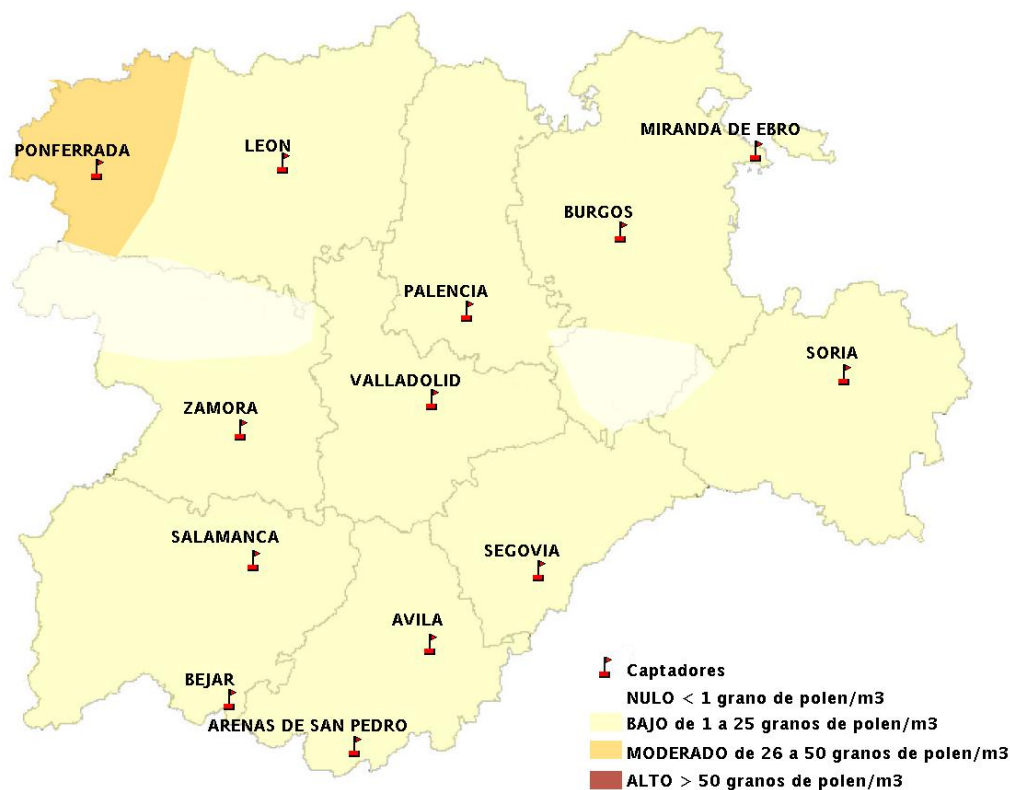 MIRANDA DE EBRO
PONFERRADA
LEON
BURGOS
PALENCIA
SORIA
VALLADOLID
ZAMORA
SALAMANCA
SEGOVIA
AVILA
BEJAR
ARENAS DE SAN PEDRO
Captadores
NULO < 1 grano de polen/m3
BAJO de 1 a 25 granos de polen/m3
MODERADO de 26 a 50 granos de polen/m3
ALTO > 50 granos de polen/m3